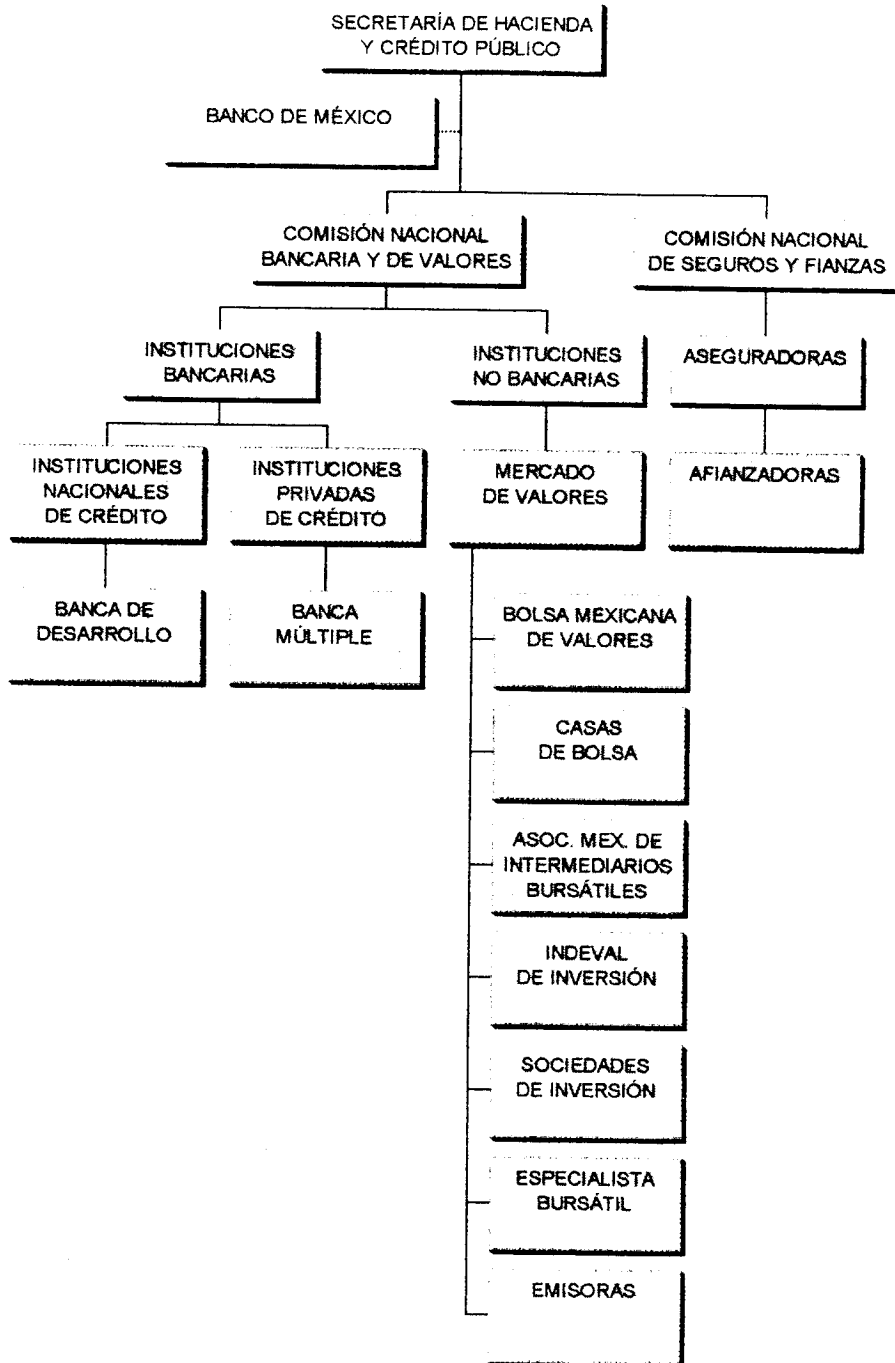 SECRETARÍA DE HACIENDA
Y CRÉDITO PÚBLICO
BANCO DE MÉXICO
COMISIÓN NACIONAL
BANCARIA Y DE VALORES
COMISIÓN NACIONAL
DE SEGUROS Y FIANZAS
INSTITUCIONES
BANCARIAS
INSTITUCIONES
NO BANCARIAS
ASEGURADORAS
INSTITUCIONES
NACIONALES
DE CRÉDITO
INSTITUCIONES
PRIVADAS
DE CRÉDITO
MERCADO
DE VALORES
AFIANZADORAS
BANCA DE
DESARROLLO
BANCA
MÚLTIPLE
BOLSA MEXICANA
DE VALORES
CASAS
DE BOLSA
ASOC. MEX. DE
INTERMEDIARIOS
BURSÁTILES
INDEVAL
DE INVERSIÓN
SOCIEDADES
DE INVERSIÓN
ESPECIALISTA
BURSÁTIL
EMISORAS